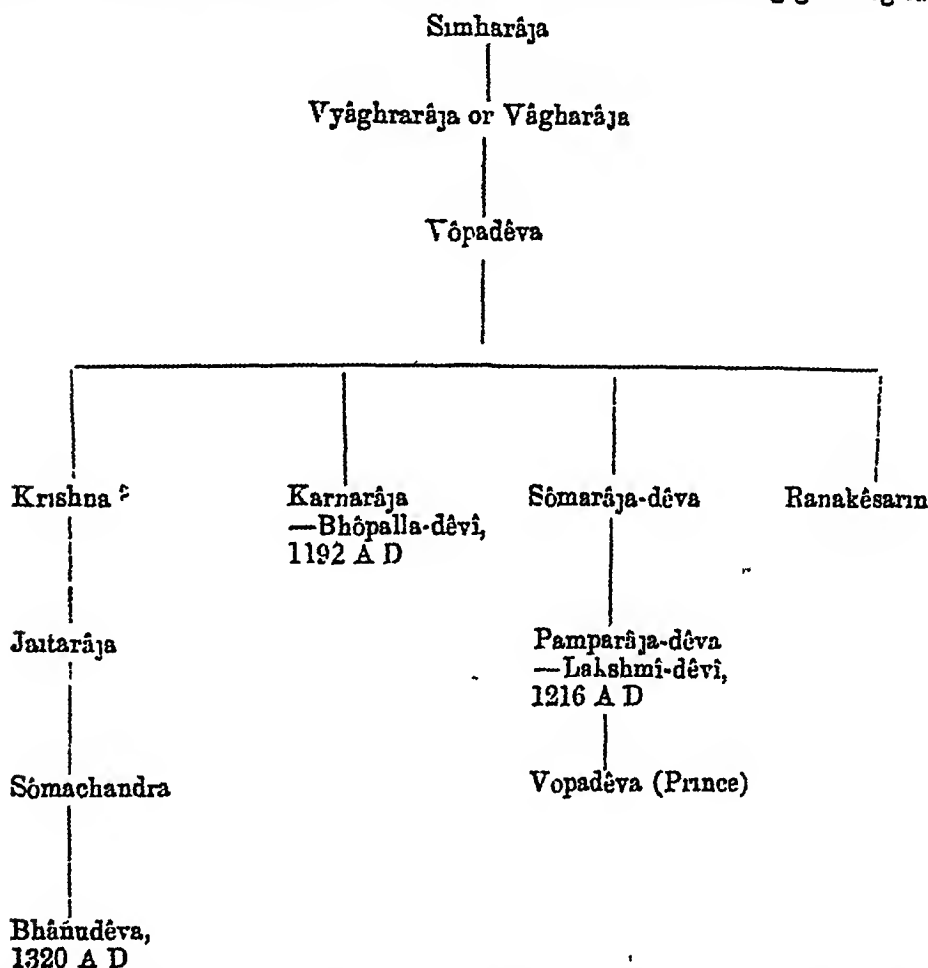 Simharâja
Vyâghrarâja or Vâgharâja
Vôpadêva
Krishna
Karnarâja
—Bhôpalla-dêvî,
1192 A D
Sômarâja-dêva
Ranakêsarin
Jaitarâja
Pamparâja-dêva
—Lakshmî-dêvî,
1216 A D
Sômachandra
Vopadêva (Prince)
Bhânudêva,
1320 A D